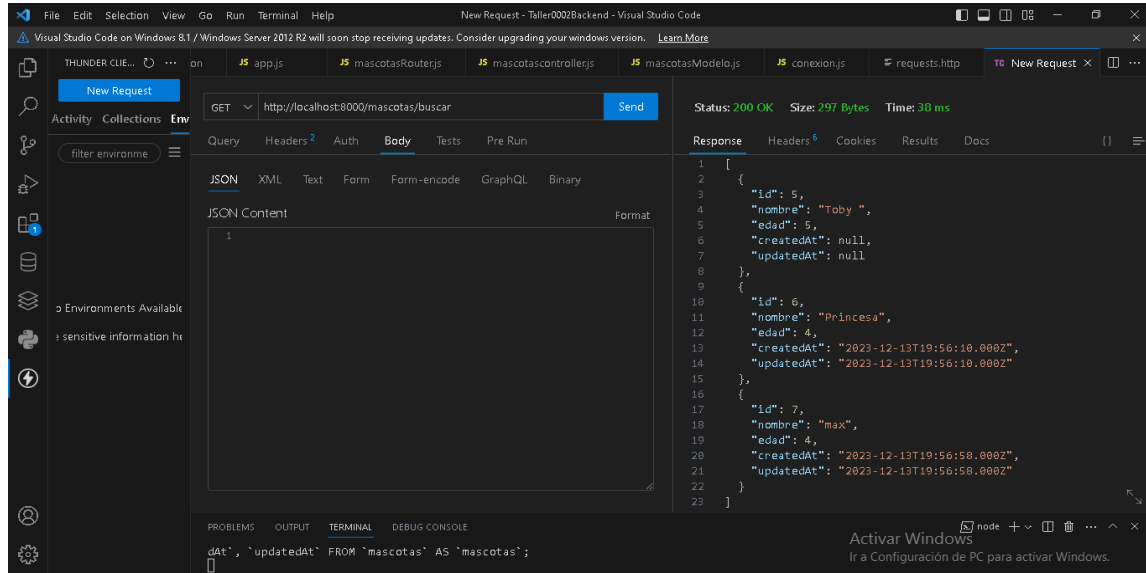 File Edit Selection View Go Run Terminal Help
New Request - Taller0002Backend - Visual Studio Code
Visual Studio Code on Windows 8.1 / Windows Server 2012 R2 will soon stop receiving updates. Consider upgrading your windows version. Learn More
THUNDER CLIE... ...
on
JS app.js
JS mascotasRouter.js
JS mascotascontroller.js
JS mascotasModelo.js
JS conexion.js
requests.http
TC New Request
New Request
Activity Collections Env
filter environme
o Environments Available
e sensitive information he
GET http://localhost:8000/mascotas/buscar Send
Query Headers 2 Auth Body Tests Pre Run
JSON XML Text Form Form-encode GraphQL Binary
JSON Content Format
1
Status: 200 OK Size: 297 Bytes Time: 38 ms
Response Headers 6 Cookies Results Docs {}
1 [
2 {
3 "id": 5,
4 "nombre": "Toby ",
5 "edad": 5,
6 "createdAt": null,
7 "updatedAt": null
8 },
9 {
10 "id": 6,
11 "nombre": "Princesa",
12 "edad": 4,
13 "createdAt": "2023-12-13T19:56:10.000Z",
14 "updatedAt": "2023-12-13T19:56:10.000Z"
15 },
16 {
17 "id": 7,
18 "nombre": "max",
19 "edad": 4,
20 "createdAt": "2023-12-13T19:56:58.000Z",
21 "updatedAt": "2023-12-13T19:56:58.000Z"
22 }
23 ]
1
PROBLEMS OUTPUT TERMINAL DEBUG CONSOLE
node
dAt`, `updatedAt` FROM `mascotas` AS `mascotas`;
Activar Windows
Ir a Configuración de PC para activar Windows.